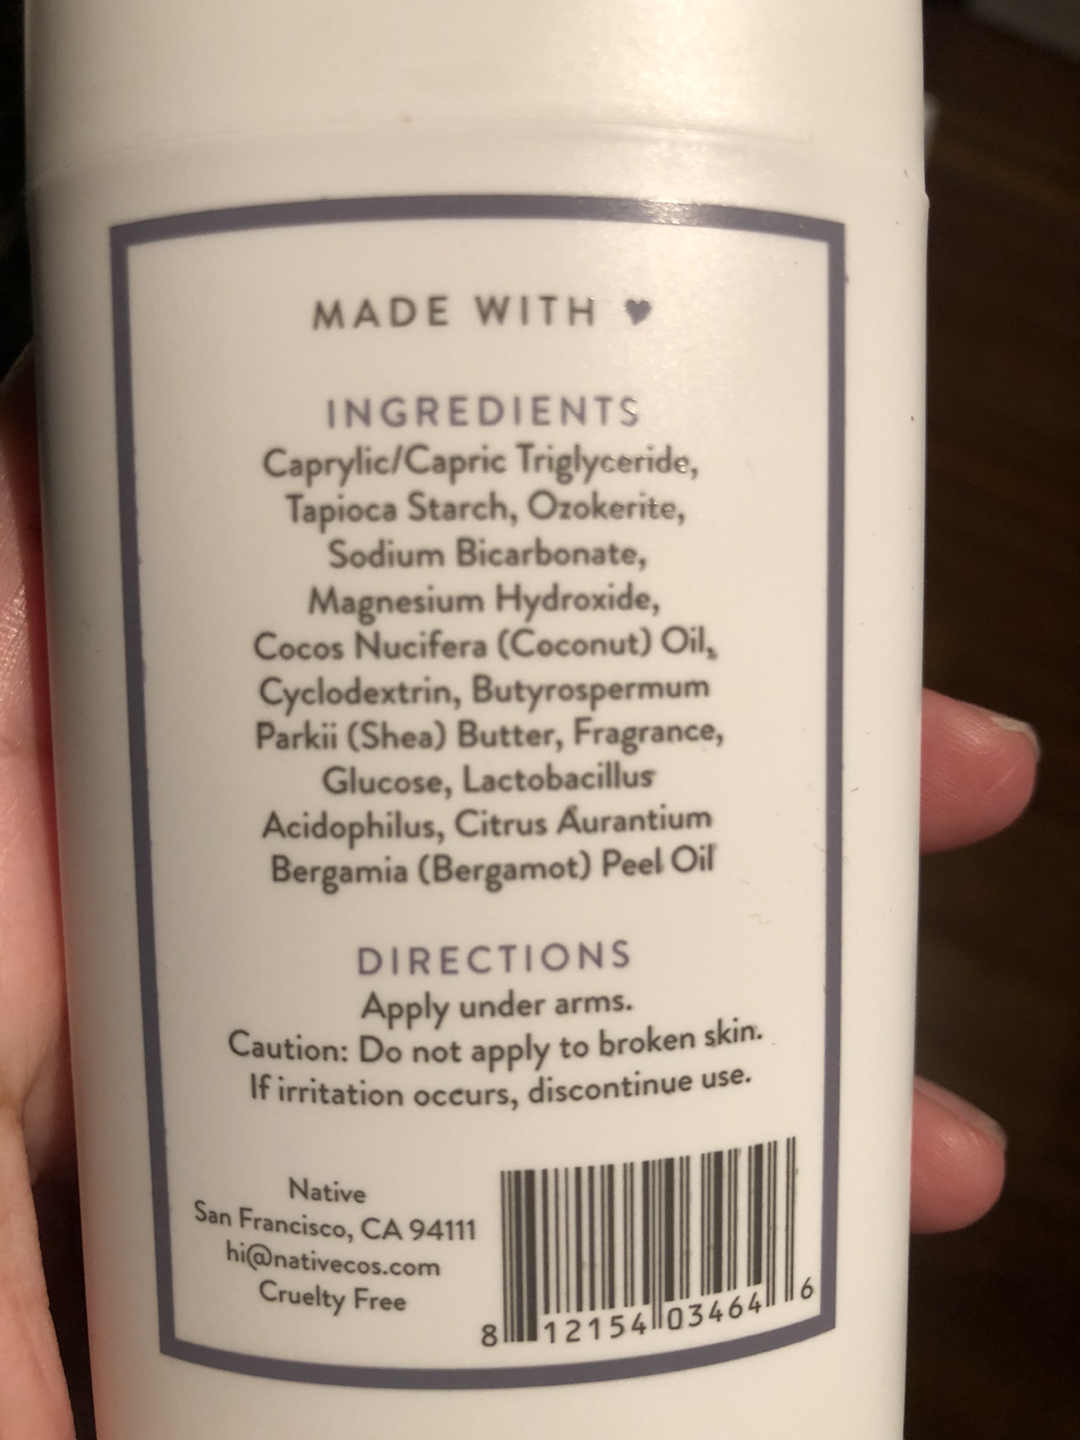 MADE WITH ♥
INGREDIENTS
Caprylic/Capric Triglyceride,
Tapioca Starch, Ozokerite,
Sodium Bicarbonate,
Magnesium Hydroxide,
Cocos Nucifera (Coconut) Oil,
Cyclodextrin, Butyrospermum
Parkii (Shea) Butter, Fragrance,
Glucose, Lactobacillus
Acidophilus, Citrus Aurantium
Bergamia (Bergamot) Peel Oil
DIRECTIONS
Apply under arms.
Caution: Do not apply to broken skin.
If irritation occurs, discontinue use.
Native
San Francisco, CA 94111
hi@nativecos.com
Cruelty Free
8 12154 03464 6